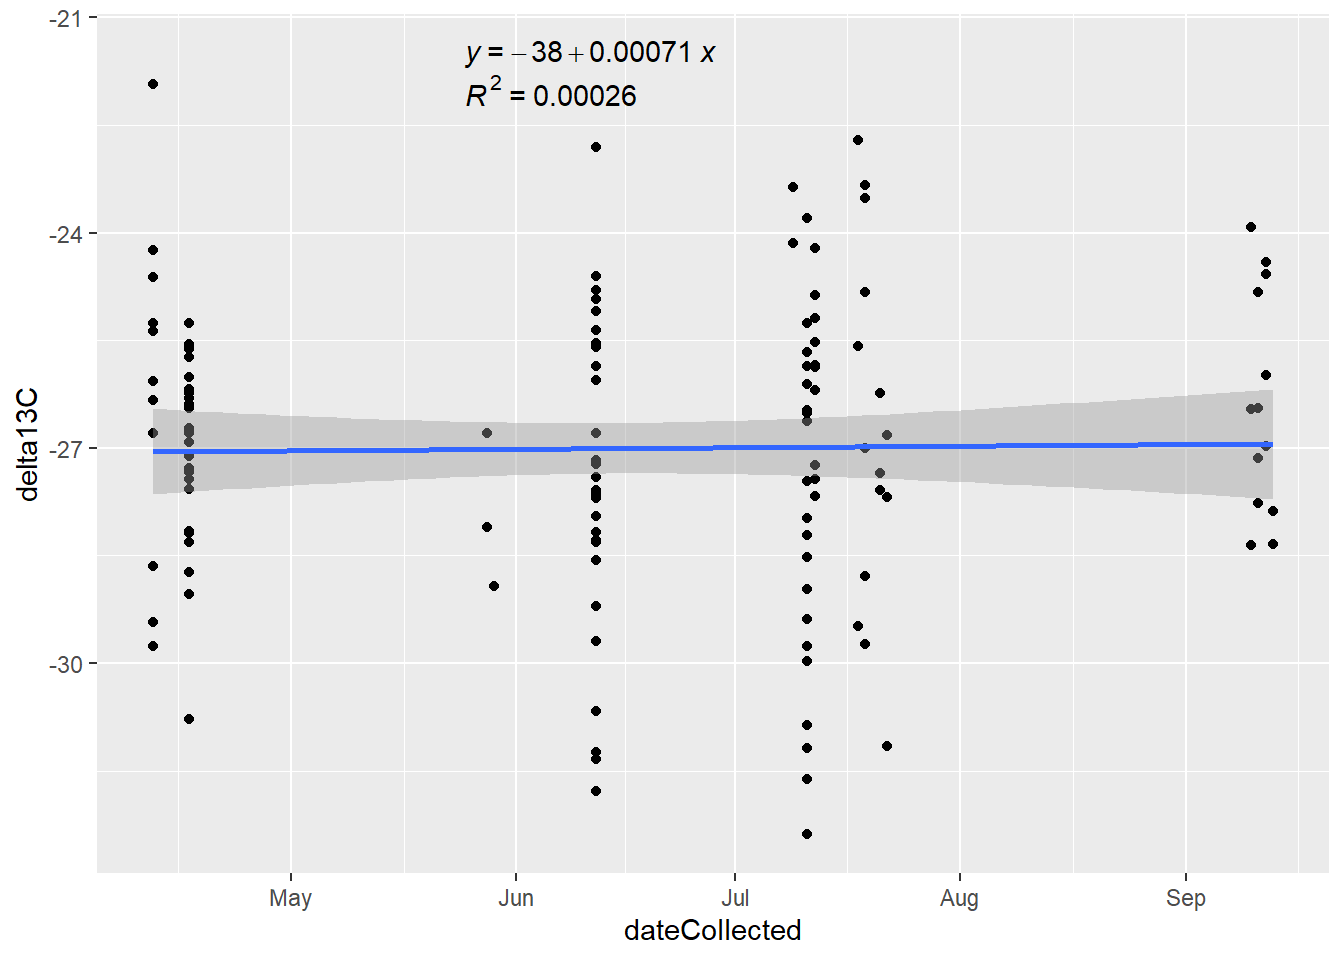 y = −38 + 0.00071 x
R² = 0.00026
-21
-24
-27
-30
delta13C
May Jun Jul Aug Sep
dateCollected